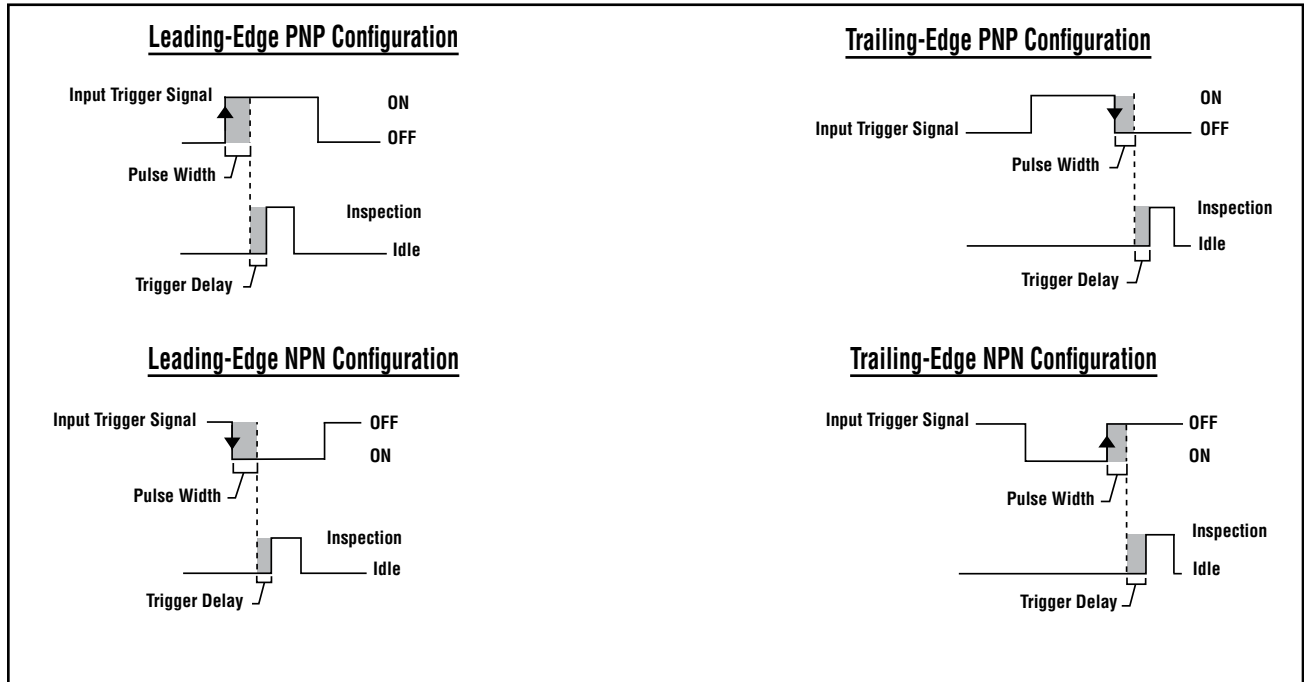 Leading-Edge PNP Configuration
Input Trigger Signal
ON
OFF
Pulse Width
Inspection
Idle
Trigger Delay
Trailing-Edge PNP Configuration
ON
Input Trigger Signal
OFF
Pulse Width
Inspection
Idle
Trigger Delay
Leading-Edge NPN Configuration
Input Trigger Signal
OFF
ON
Pulse Width
Inspection
Idle
Trigger Delay
Trailing-Edge NPN Configuration
Input Trigger Signal
OFF
ON
Pulse Width
Inspection
Idle
Trigger Delay